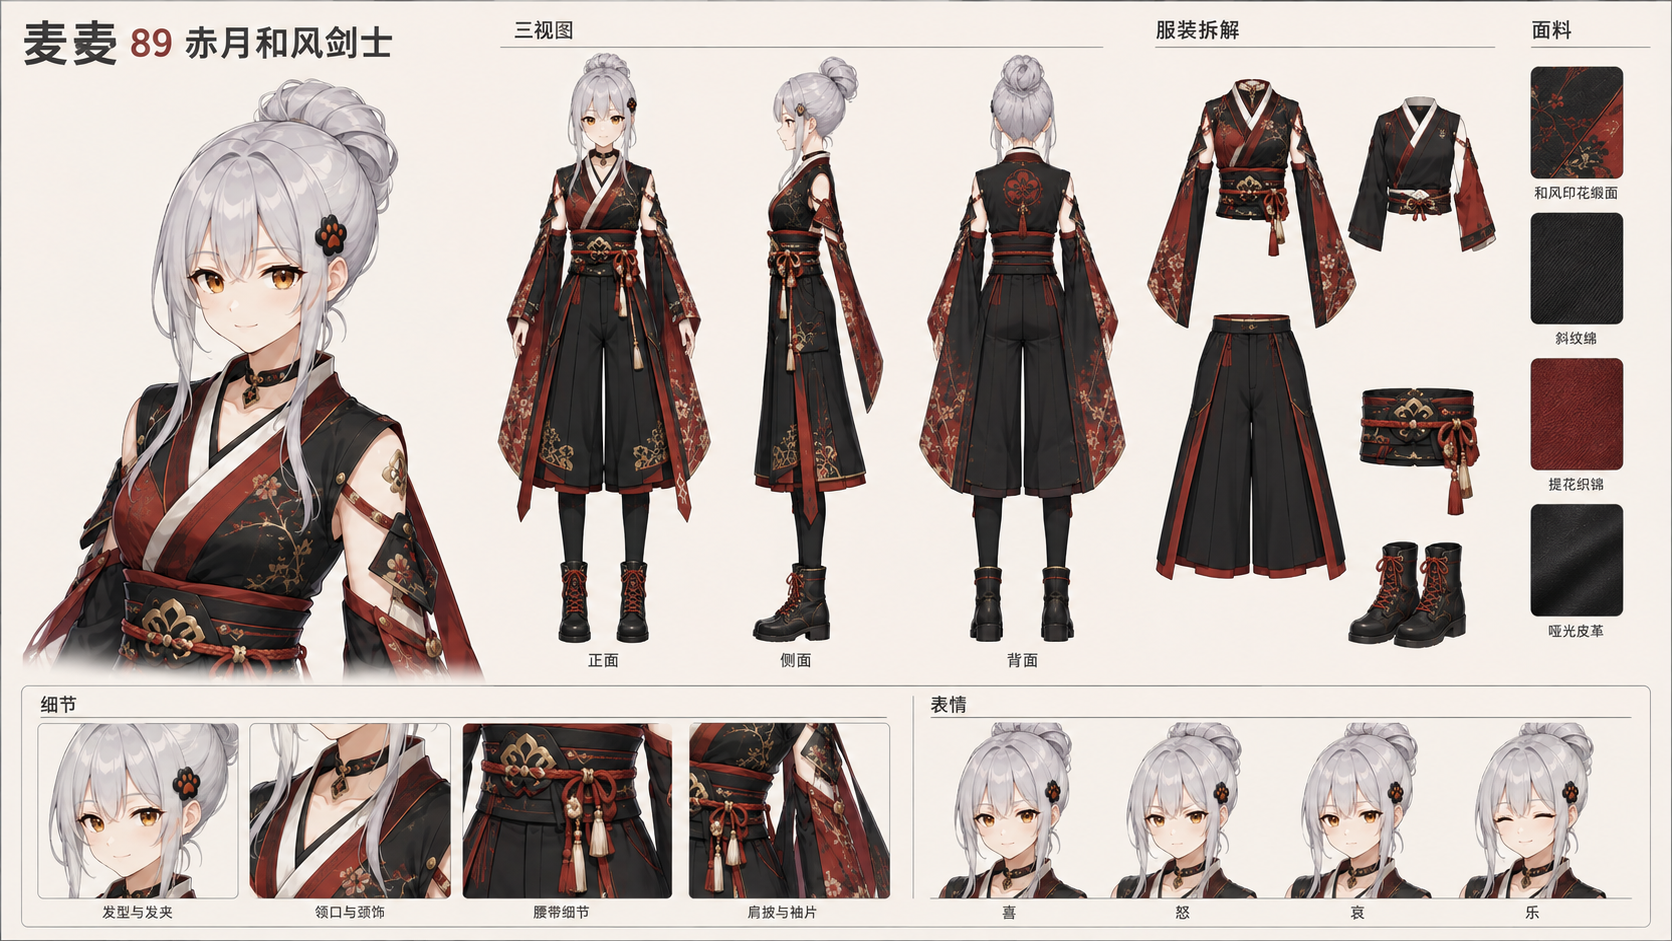 麦麦 89 赤月和风剑士
三视图
正面
侧面
背面
服装拆解
面料
和风印花缎面
斜纹绵
提花织锦
哑光皮革
细节
发型与发夹
领口与颈饰
腰带细节
肩披与袖片
表情
喜
怒
哀
乐